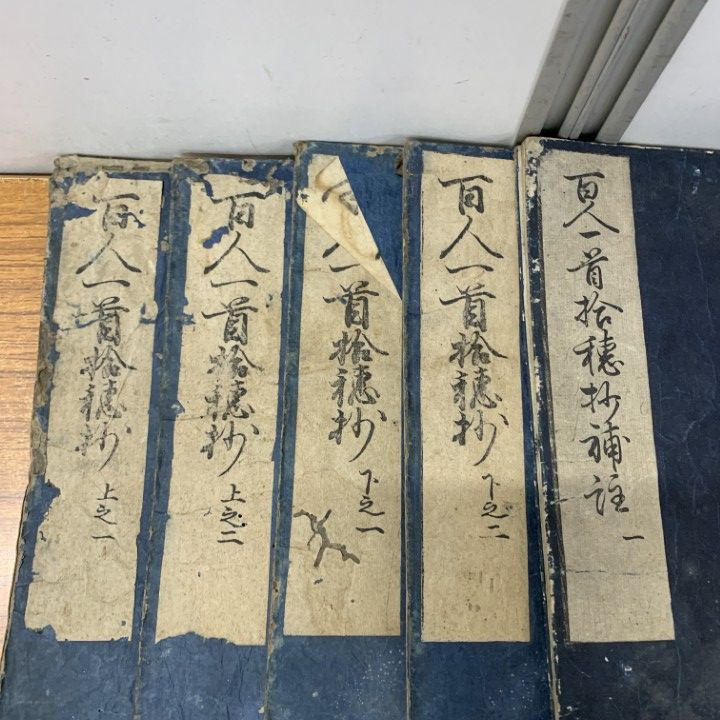 百人一首拾穂抄 上之一
百人一首拾穂抄 上之二
百人一首拾穂抄 下之一
百人一首拾穂抄 下之二
百人一首拾穂抄補註 一